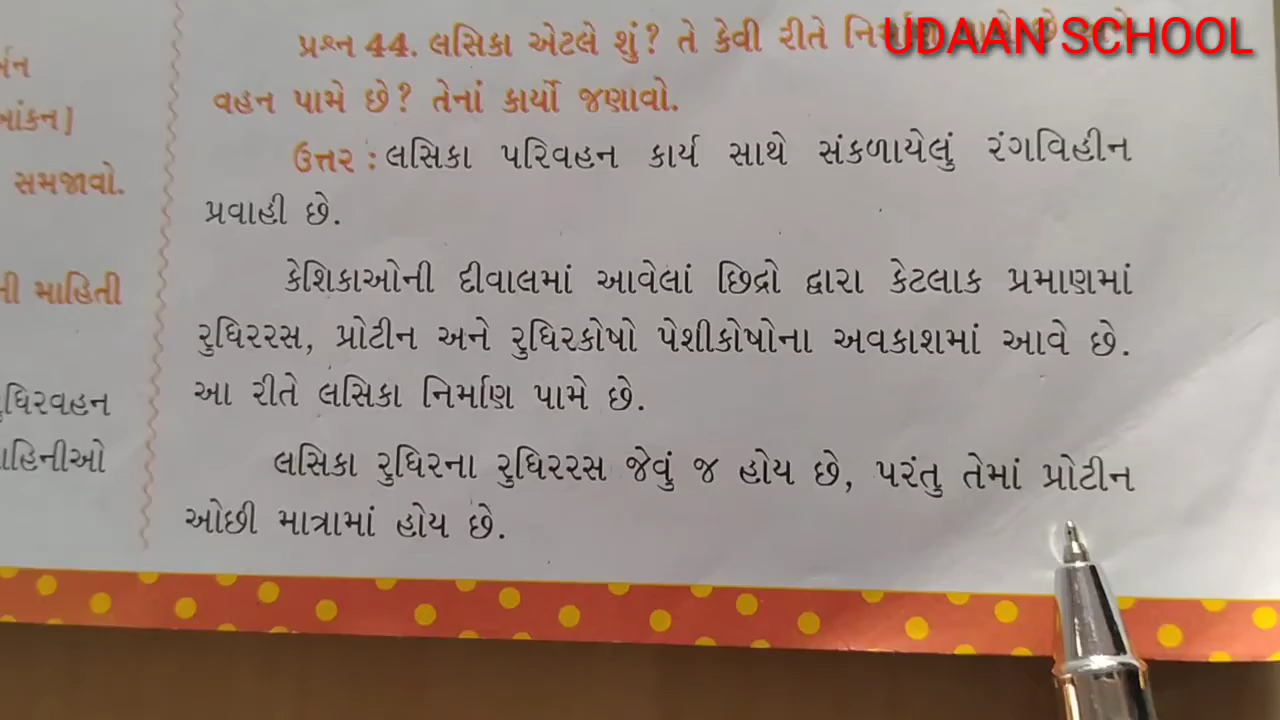 UDAAN SCHOOL
પ્રશ્ન 44. લસિકા એટલે શું? તે કેવી રીતે
વહન પામે છે? તેનાં કાર્યો જણાવો.
ઉત્તર : લસિકા પરિવહન કાર્ય સાથે સંકળાયેલું રંગવિહીન
પ્રવાહી છે.
કેશિકાઓની દીવાલમાં આવેલાં છિદ્રો દ્વારા કેટલાક પ્રમાણમાં
રુધિરરસ, પ્રોટીન અને રુધિરકોષો પેશીકોષોના અવકાશમાં આવે છે.
આ રીતે લસિકા નિર્માણ પામે છે.
લસિકા રુધિરના રુધિરરસ જેવું જ હોય છે, પરંતુ તેમાં પ્રોટીન
ઓછી માત્રામાં હોય છે.
સમજાવો.
માહિતી